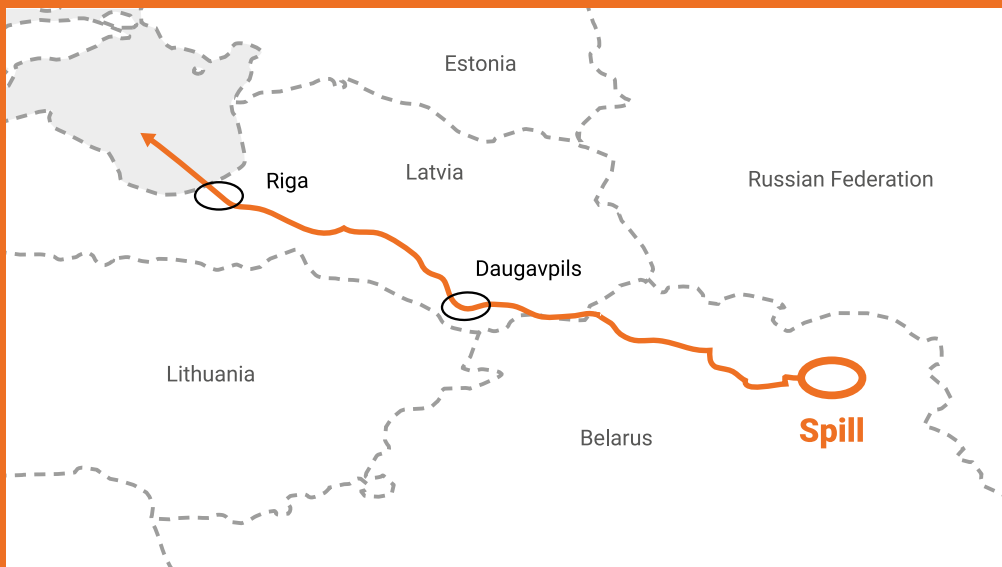 Estonia
Latvia
Riga
Russian Federation
Daugavpils
Lithuania
Spill
Belarus